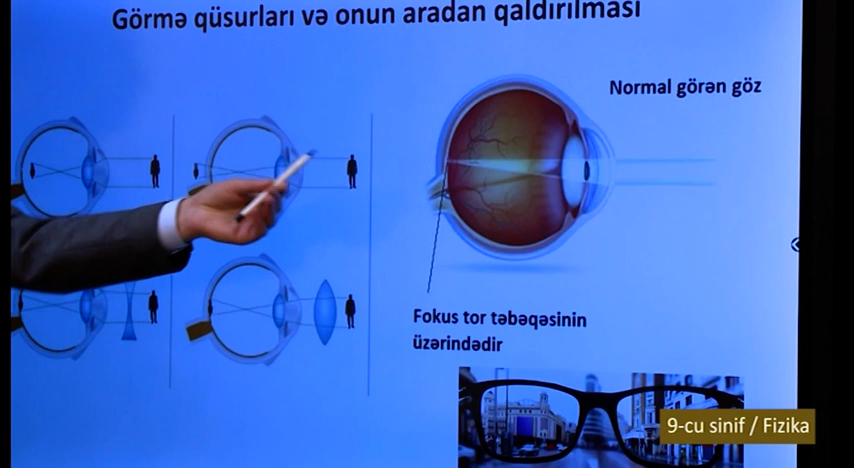 Görmə qüsurları və onun aradan qaldırılması
Normal görən göz
Fokus tor təbəqəsinin
üzərindədir
9-cu sinif / Fizika